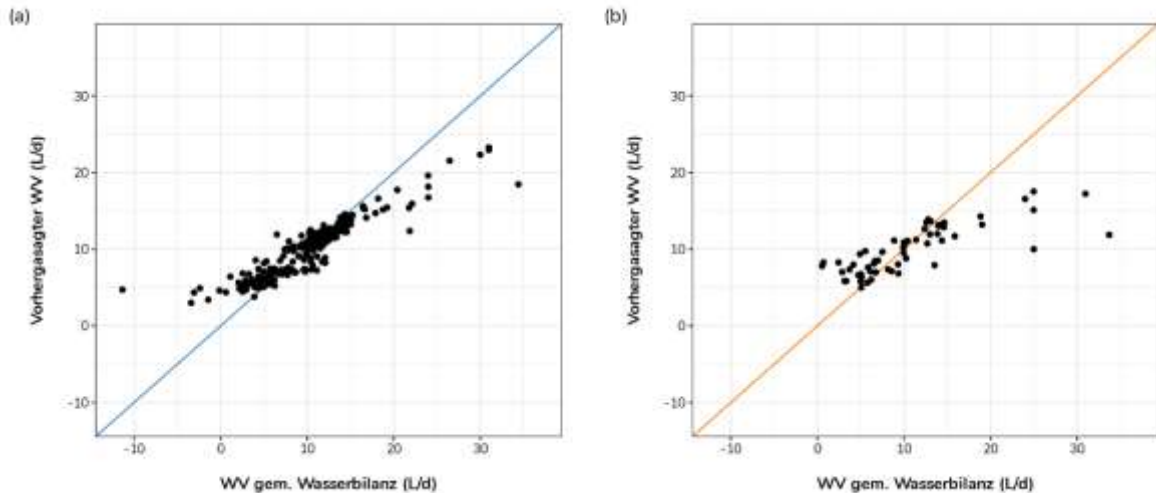 (a)
Vorhergasagter WV (L/d)
30
20
10
0
-10
-10 0 10 20 30
WV gem. Wasserbilanz (L/d)
(b)
Vorhergasagter WV (L/d)
30
20
10
0
-10
-10 0 10 20 30
WV gem. Wasserbilanz (L/d)